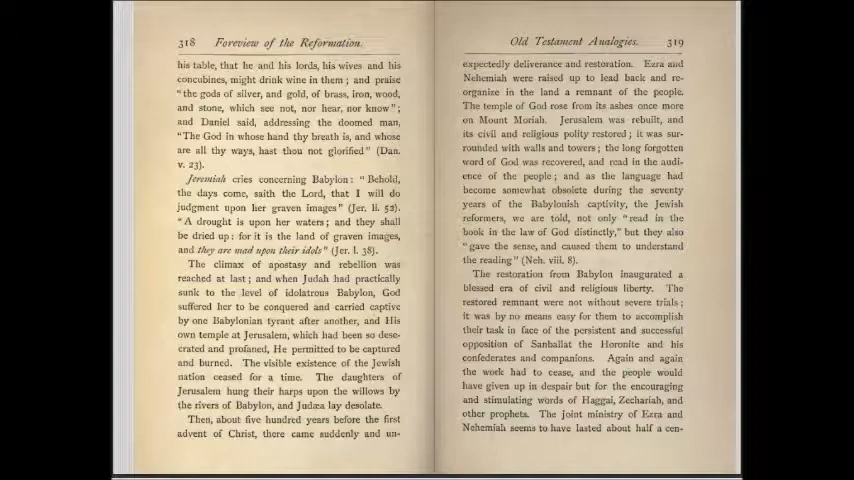 318 Foreview of the Reformation.
his table, that he and his lords, his wives and his
concubines, might drink wine in them ; and praise
“ the gods of silver, and gold, of brass, iron, wood,
and stone, which see not, nor hear, nor know” ;
and Daniel said, addressing the doomed man,
“The God in whose hand thy breath is, and whose
are all thy ways, hast thou not glorified” (Dan.
v. 23).
Jeremiah cries concerning Babylon : “ Behold,
the days come, saith the Lord, that I will do
judgment upon her graven images” (Jer. li. 52).
“A drought is upon her waters ; and they shall
be dried up : for it is the land of graven images,
and they are mad upon their idols” (Jer. l. 38).
The climax of apostasy and rebellion was
reached at last ; and when Judah had practically
sunk to the level of idolatrous Babylon, God
suffered her to be conquered and carried captive
by one Babylonian tyrant after another, and His
own temple at Jerusalem, which had been so dese-
crated and profaned, He permitted to be captured
and burned. The visible existence of the Jewish
nation ceased for a time. The daughters of
Jerusalem hung their harps upon the willows by
the rivers of Babylon, and Judæa lay desolate.
Then, about five hundred years before the first
advent of Christ, there came suddenly and un-
Old Testament Analogies. 319
expectedly deliverance and restoration. Ezra and
Nehemiah were raised up to lead back and re-
organize in the land a remnant of the people.
The temple of God rose from its ashes once more
on Mount Moriah. Jerusalem was rebuilt, and
its civil and religious polity restored ; it was sur-
rounded with walls and towers ; the long forgotten
word of God was recovered, and read in the audi-
ence of the people ; and as the language had
become somewhat obsolete during the seventy
years of the Babylonish captivity, the Jewish
reformers, we are told, not only “read in the
book in the law of God distinctly,” but they also
“gave the sense, and caused them to understand
the reading” (Neh. viii. 8).
The restoration from Babylon inaugurated a
blessed era of civil and religious liberty. The
restored remnant were not without severe trials ;
it was by no means easy for them to accomplish
their task in face of the persistent and successful
opposition of Sanballat the Horonite and his
confederates and companions. Again and again
the work had to cease, and the people would
have given up in despair but for the encouraging
and stimulating words of Haggai, Zechariah, and
other prophets. The joint ministry of Ezra and
Nehemiah seems to have lasted about half a cen-